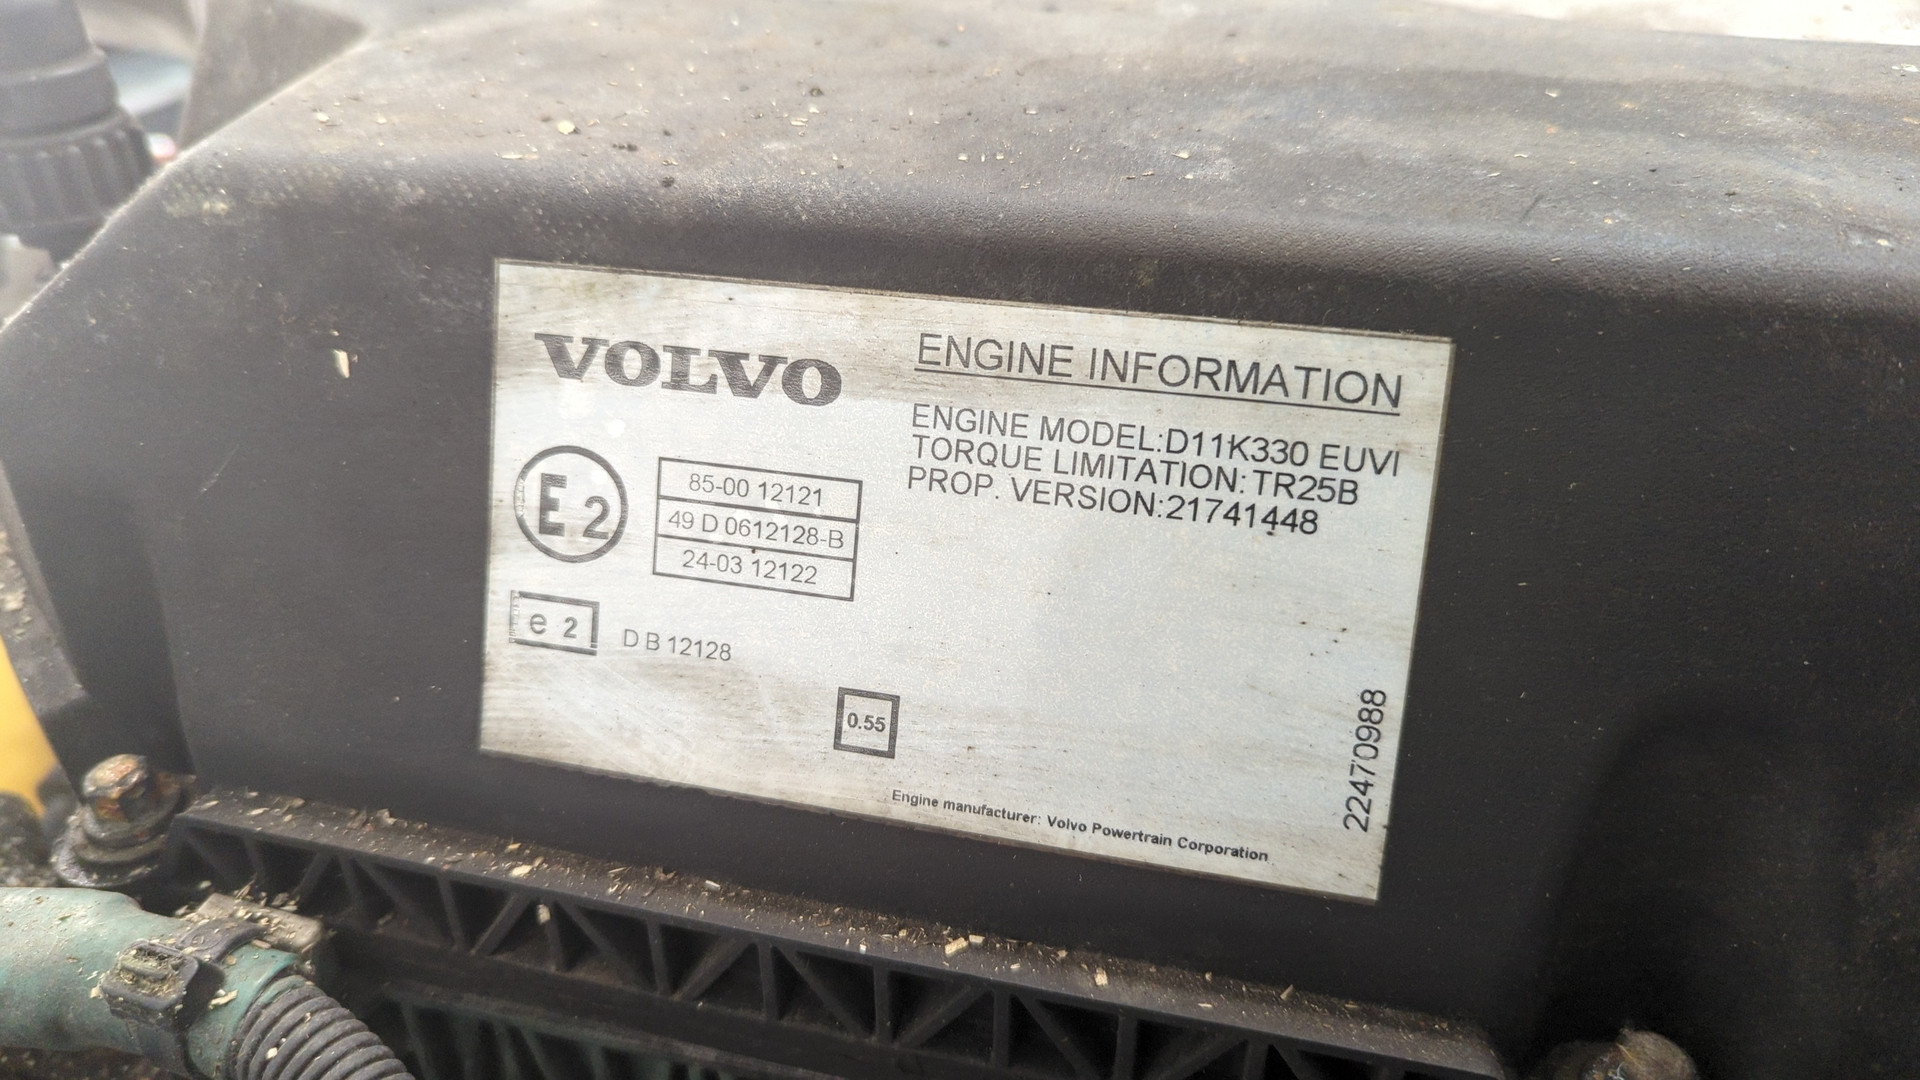 VOLVO
E2
85-00 12121
49 D 0612128-B
24-03 12122
e 2
D B 12128
0.55
ENGINE INFORMATION
ENGINE MODEL:D11K330 EUVI
TORQUE LIMITATION: TR25B
PROP. VERSION:21741448
22470988
Engine manufacturer: Volvo Powertrain Corporation